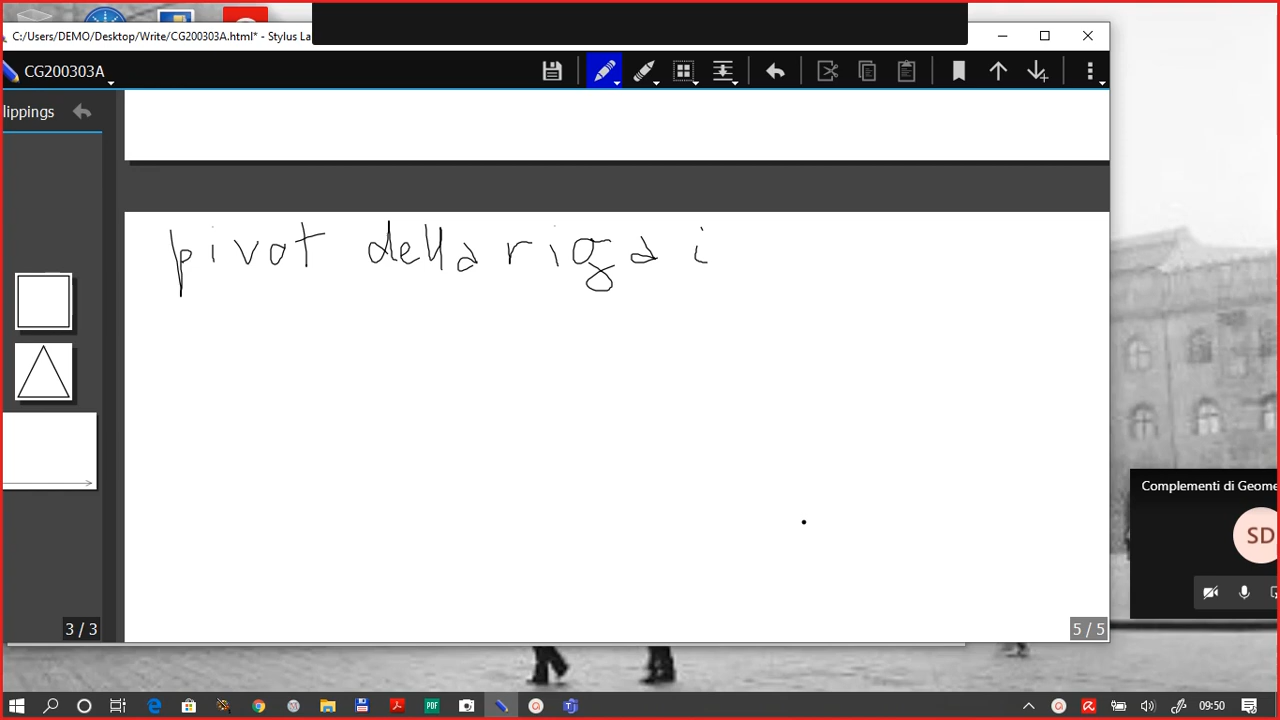 C:/Users/DEMO/Desktop/Write/CG200303A.html* - Stylus La
CG200303A
lippings
pivot della riga i
Complementi di Geome
SD
3 / 3
5 / 5
PDF
09:50